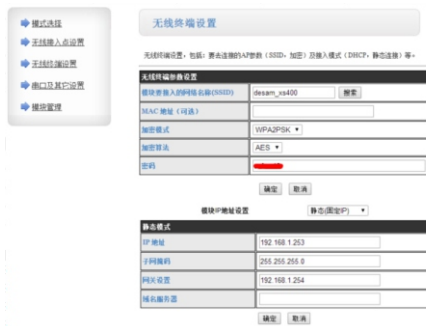 模式选择
无线接入点设置
无线终端设置
串口及其它设置
模块管理
无线终端设置
无线终端设置，包括：要去连接的AP参数（SSID，加密）及接入模式（DHCP，静态连接）等。
无线终端参数设置
模块要接入的网络名称(SSID) desam_xs400 搜索
MAC 地址（可选）
加密模式 WPA2PSK
加密算法 AES
密码
确定 取消
模块IP地址设置 静态(固定IP)
静态模式
IP 地址 192.168.1.253
子网掩码 255.255.255.0
网关设置 192.168.1.254
域名服务器
确定 取消